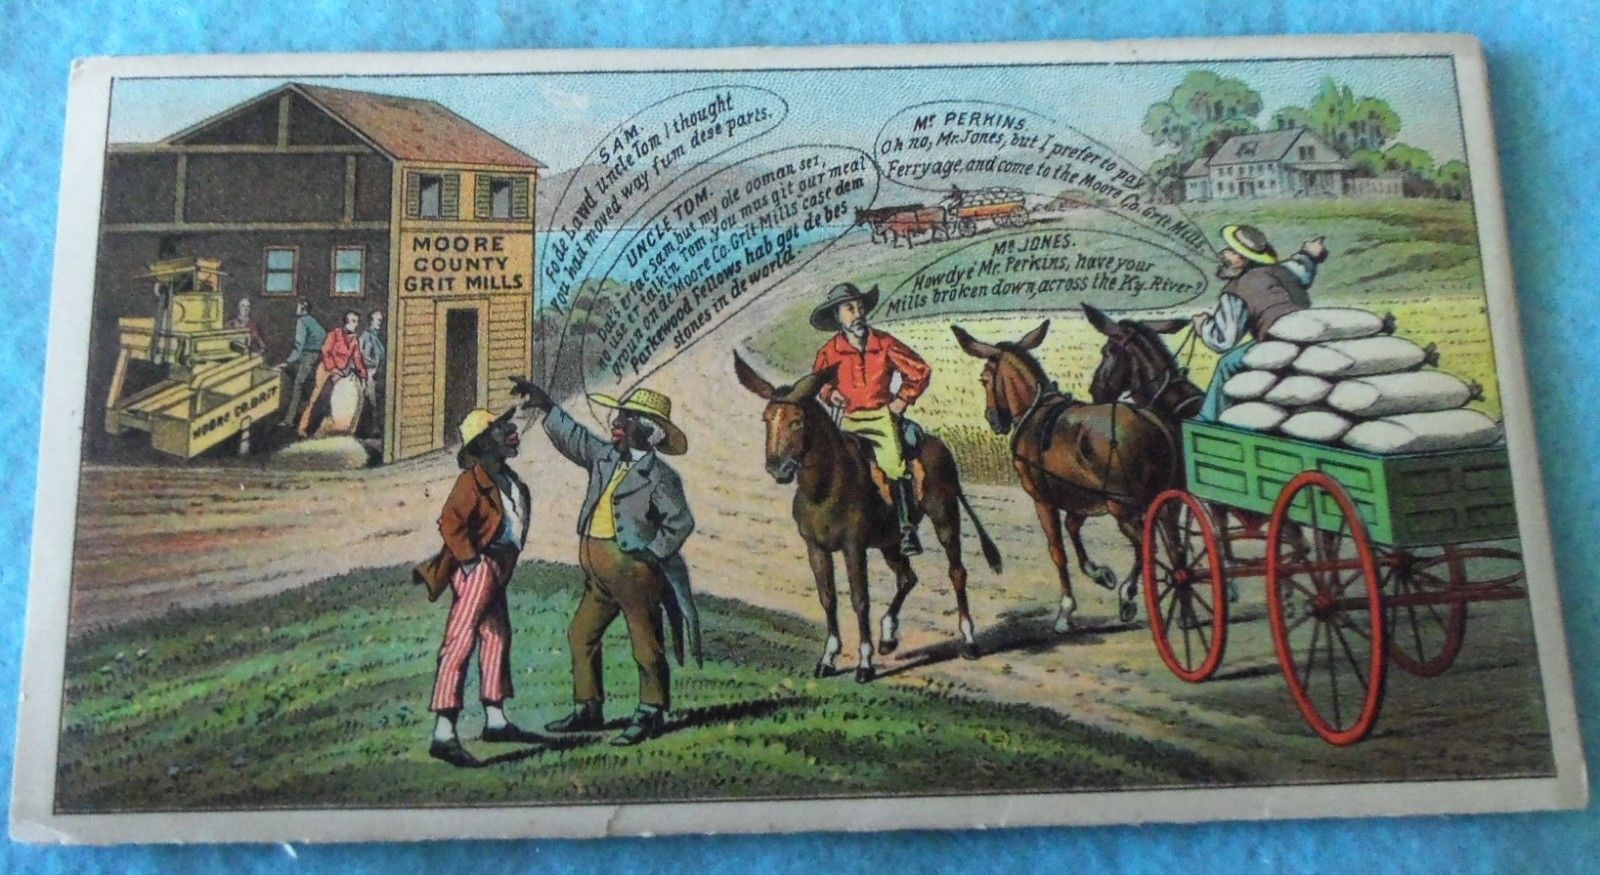 MOORE
COUNTY
GRIT MILLS
MOORE CO. GRIT
SAM.
Fo de Lawd Uncle Tom I thought
you had moved way fum dese parts.
UNCLE TOM.
Dat's er fac Sam, but my ole ooman sez,
no use er talkin Tom, you mus git our meal
groun on de Moore Co. Grit Mills case dem
Parkewood Fellows hab got de bes
stones in de world.
Mr PERKINS
Oh no, Mr. Jones, but I prefer to pay
Ferryage, and come to the Moore Co. Grit Mills.
Mr JONES.
Howdy e' Mr. Perkins, have your
Mills broken down, across the Ky. River?